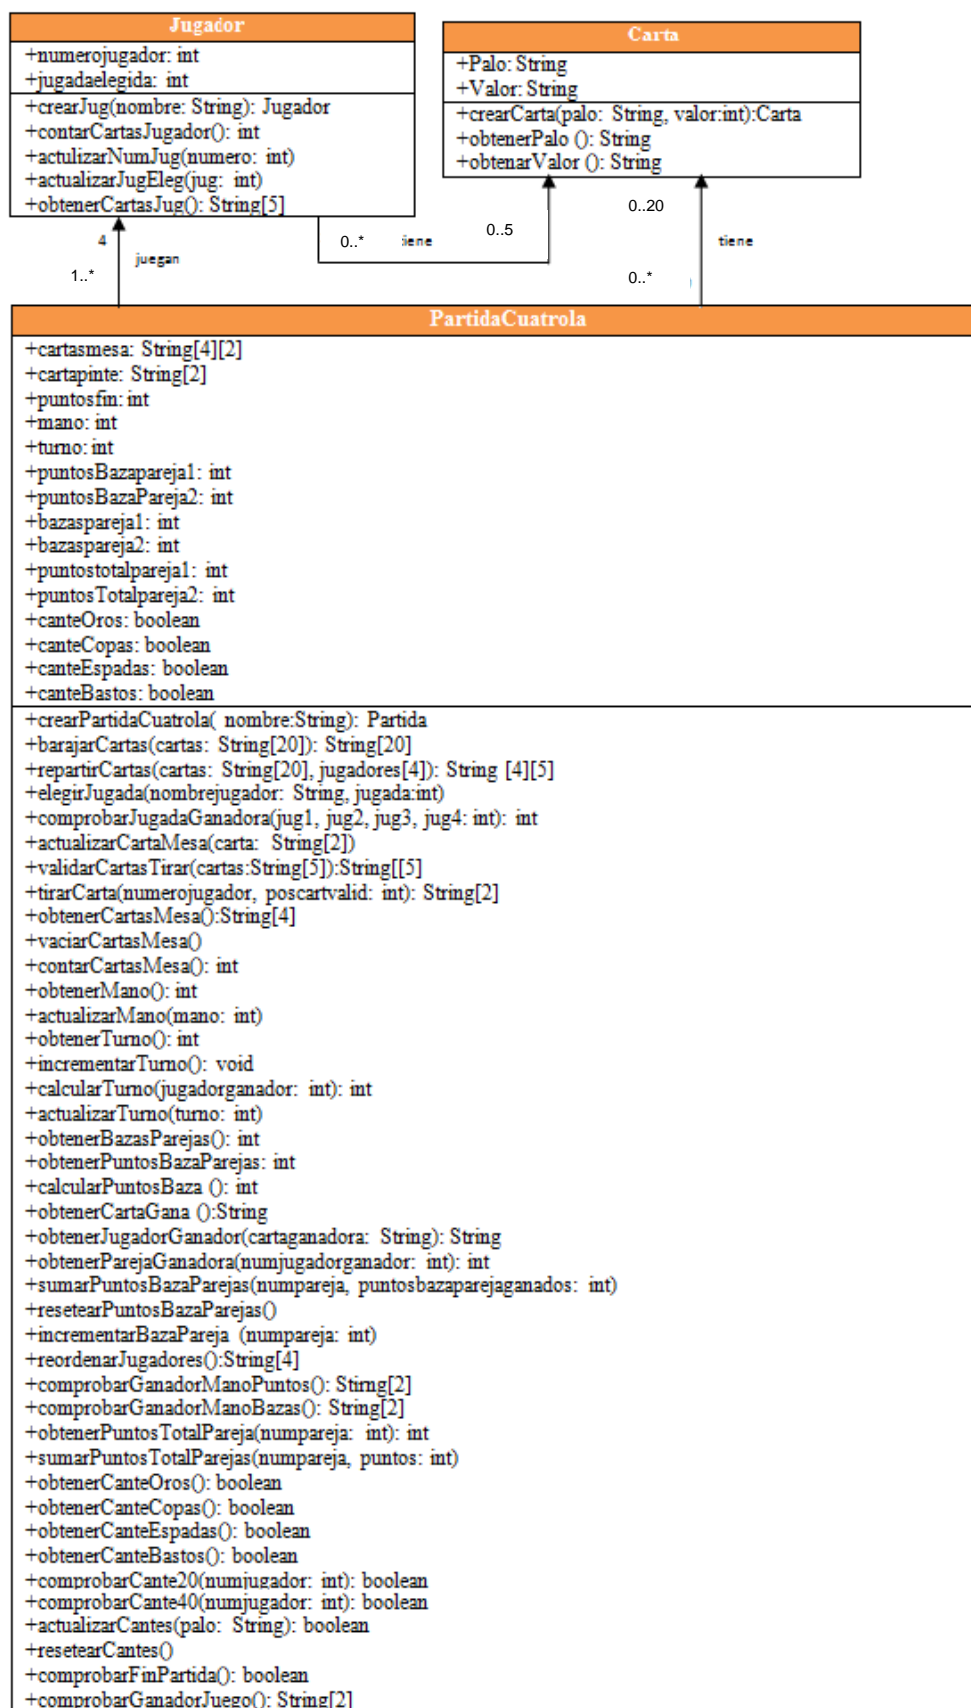 Jugador
+numerojugador: int
+jugadaelegida: int
+crearJug(nombre: String): Jugador
+contarCartasJugador(): int
+actulizarNumJug(numero: int)
+actualizarJugEleg(jug: int)
+obtenerCartasJug(): String[5]
Carta
+Palo: String
+Valor: String
+crearCarta(palo: String, valor:int):Carta
+obtenerPalo (): String
+obtenarValor (): String
4
juegan
1..*
0..*
tiene
0..5
0..20
tiene
0..*
PartidaCuatrola
+cartasmesa: String[4][2]
+cartapinte: String[2]
+puntosfin: int
+mano: int
+turno: int
+puntosBazapareja1: int
+puntosBazaPareja2: int
+bazaspareja1: int
+bazaspareja2: int
+puntostotalpareja1: int
+puntosTotalpareja2: int
+canteOros: boolean
+canteCopas: boolean
+canteEspadas: boolean
+canteBastos: boolean
+crearPartidaCuatrola( nombre:String): Partida
+barajarCartas(cartas: String[20]): String[20]
+repartirCartas(cartas: String[20], jugadores[4]): String [4][5]
+elegirJugada(nombrejugador: String, jugada:int)
+comprobarJugadaGanadora(jug1, jug2, jug3, jug4: int): int
+actualizarCartaMesa(carta: String[2])
+validarCartasTirar(cartas:String[5]):String[[5]
+tirarCarta(numerojugador, poscartvalid: int): String[2]
+obtenerCartasMesa():String[4]
+vaciarCartasMesa()
+contarCartasMesa(): int
+obtenerMano(): int
+actualizarMano(mano: int)
+obtenerTurno(): int
+incrementarTurno(): void
+calcularTurno(jugadorganador: int): int
+actualizarTurno(turno: int)
+obtenerBazasParejas(): int
+obtenerPuntosBazaParejas: int
+calcularPuntosBaza (): int
+obtenerCartaGana ():String
+obtenerJugadorGanador(cartaganadora: String): String
+obtenerParejaGanadora(numjugadorganador: int): int
+sumarPuntosBazaParejas(numpareja, puntosbazaparejaganados: int)
+resetearPuntosBazaParejas()
+incrementarBazaPareja (numpareja: int)
+reordenarJugadores():String[4]
+comprobarGanadorManoPuntos(): Stirng[2]
+comprobarGanadorManoBazas(): String[2]
+obtenerPuntosTotalPareja(numpareja: int): int
+sumarPuntosTotalParejas(numpareja, puntos: int)
+obtenerCanteOros(): boolean
+obtenerCanteCopas(): boolean
+obtenerCanteEspadas(): boolean
+obtenerCanteBastos(): boolean
+comprobarCante20(numjugador: int): boolean
+comprobarCante40(numjugador: int): boolean
+actualizarCantes(palo: String): boolean
+resetearCantes()
+comprobarFinPartida(): boolean
+comprobarGanadorJuego(): String[2]